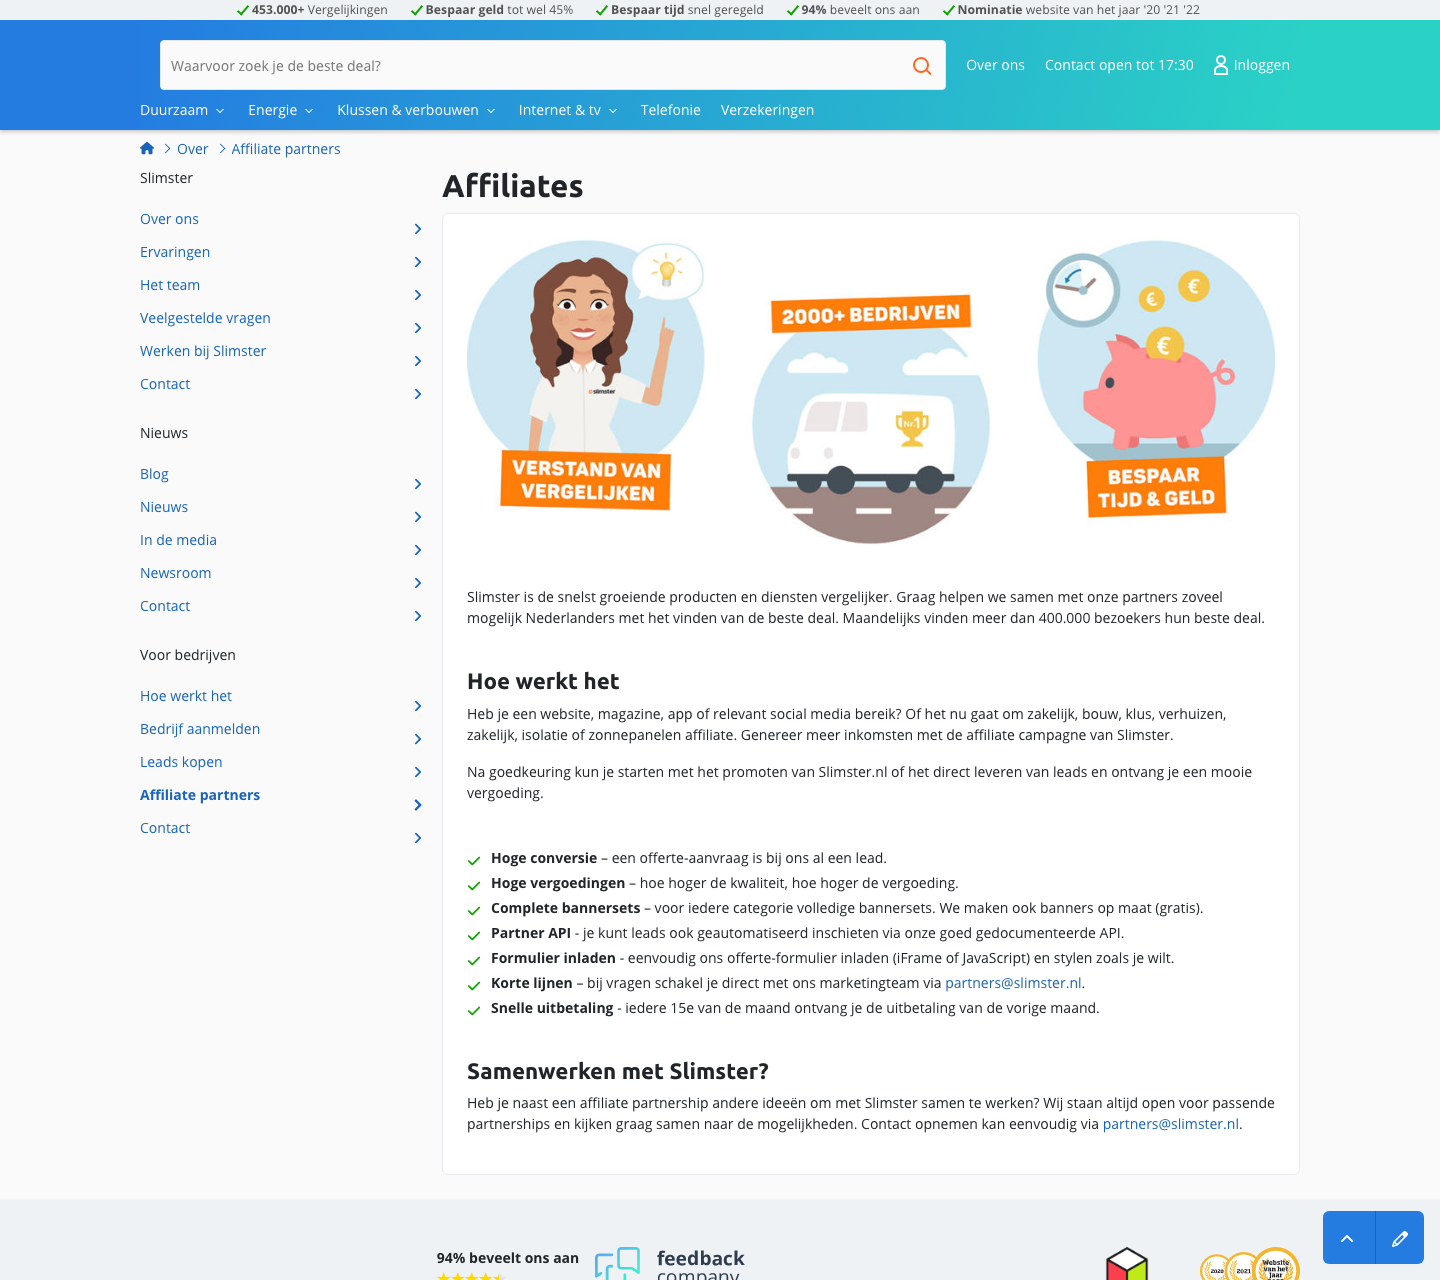 453.000+ Vergelijkingen Bespaar geld tot wel 45% Bespaar tijd snel geregeld 94% beveelt ons aan Nominatie website van het jaar '20 '21 '22
Waarvoor zoek je de beste deal?
Over ons Contact open tot 17:30 Inloggen
Duurzaam Energie Klussen & verbouwen Internet & tv Telefonie Verzekeringen
Over Affiliate partners
Slimster
Over ons
Ervaringen
Het team
Veelgestelde vragen
Werken bij Slimster
Contact
Nieuws
Blog
Nieuws
In de media
Newsroom
Contact
Voor bedrijven
Hoe werkt het
Bedrijf aanmelden
Leads kopen
Affiliate partners
Contact
Affiliates
slimster
VERSTAND VAN
VERGELIJKEN
2000+ BEDRIJVEN
Nr.1
€
€
€
BESPAAR
TIJD & GELD
Slimster is de snelst groeiende producten en diensten vergelijker. Graag helpen we samen met onze partners zoveel
mogelijk Nederlanders met het vinden van de beste deal. Maandelijks vinden meer dan 400.000 bezoekers hun beste deal.
Hoe werkt het
Heb je een website, magazine, app of relevant social media bereik? Of het nu gaat om zakelijk, bouw, klus, verhuizen,
zakelijk, isolatie of zonnepanelen affiliate. Genereer meer inkomsten met de affiliate campagne van Slimster.
Na goedkeuring kun je starten met het promoten van Slimster.nl of het direct leveren van leads en ontvang je een mooie
vergoeding.
Hoge conversie – een offerte-aanvraag is bij ons al een lead.
Hoge vergoedingen – hoe hoger de kwaliteit, hoe hoger de vergoeding.
Complete bannersets – voor iedere categorie volledige bannersets. We maken ook banners op maat (gratis).
Partner API - je kunt leads ook geautomatiseerd inschieten via onze goed gedocumenteerde API.
Formulier inladen - eenvoudig ons offerte-formulier inladen (iFrame of JavaScript) en stylen zoals je wilt.
Korte lijnen – bij vragen schakel je direct met ons marketingteam via partners@slimster.nl.
Snelle uitbetaling - iedere 15e van de maand ontvang je de uitbetaling van de vorige maand.
Samenwerken met Slimster?
Heb je naast een affiliate partnership andere ideeën om met Slimster samen te werken? Wij staan altijd open voor passende
partnerships en kijken graag samen naar de mogelijkheden. Contact opnemen kan eenvoudig via partners@slimster.nl.
94% beveelt ons aan
feedback
company
2020 2021 Website
van het
Jaar